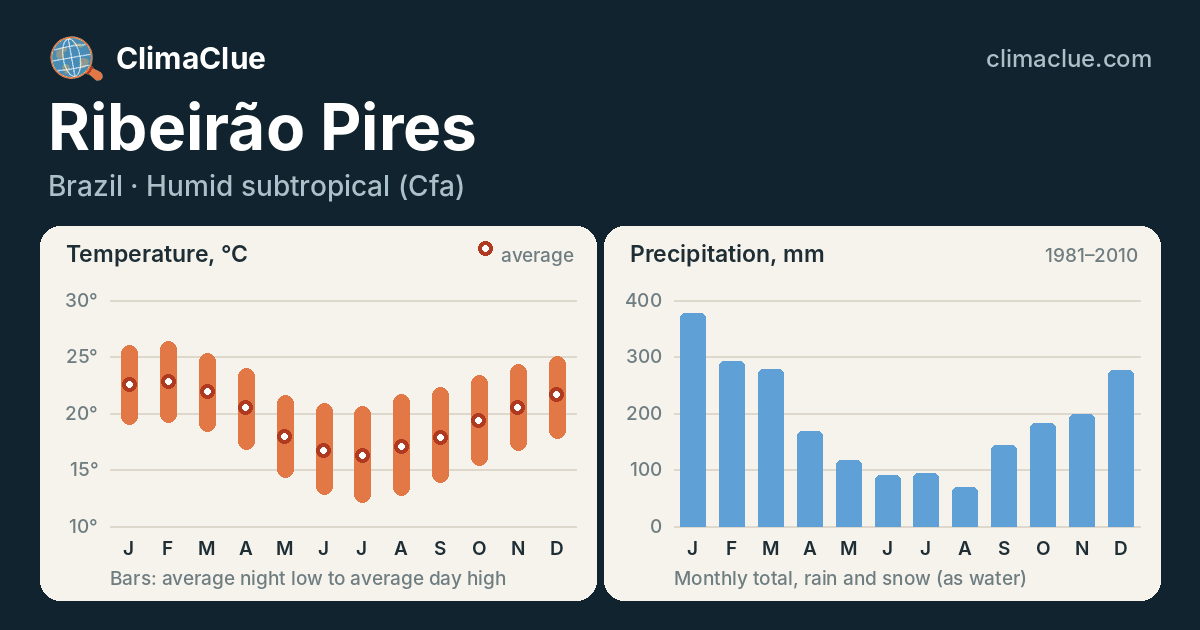 ClimaClue
climaclue.com
Ribeirão Pires
Brazil · Humid subtropical (Cfa)
Temperature, °C
average
30°
25°
20°
15°
10°
J F M A M J J A S O N D
Bars: average night low to average day high
Precipitation, mm
1981–2010
400
300
200
100
0
J F M A M J J A S O N D
Monthly total, rain and snow (as water)